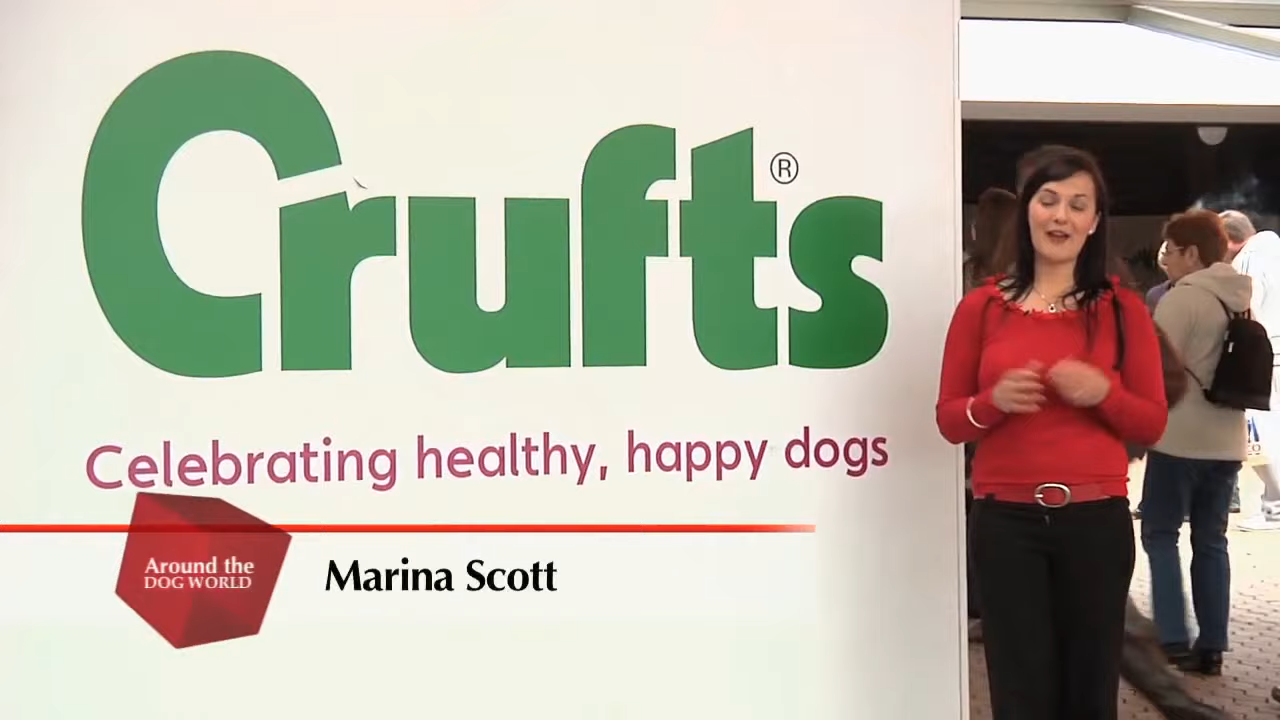 Crufts®
Celebrating healthy, happy dogs
Around the
DOG WORLD
Marina Scott